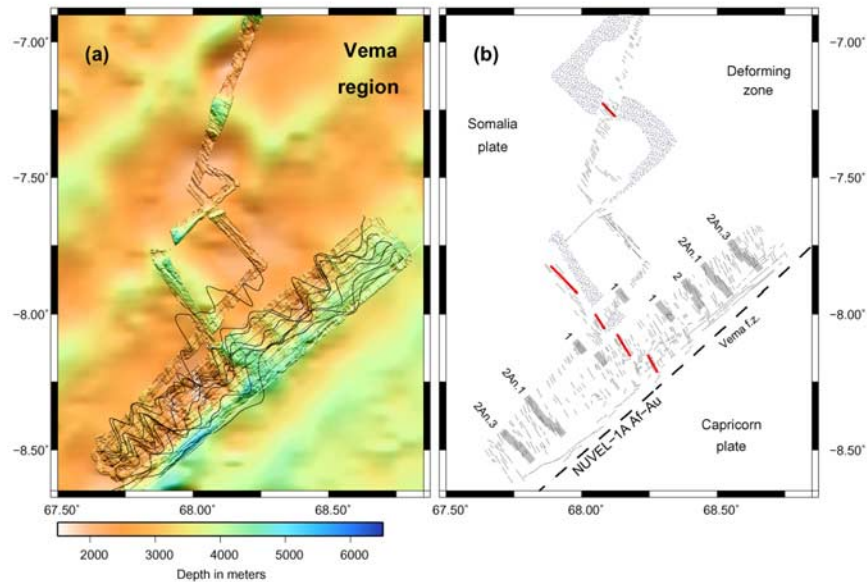 (a)
Vema
region
−7.00°
−7.50°
−8.00°
−8.50°
67.50°
68.00°
68.50°
2000
3000
4000
5000
6000
Depth in meters
(b)
Deforming
zone
Somalia
plate
2An.3
2An.1
2
1
1
1
2An.1
2An.3
Vema f.z.
NUVEL−1A Af−Au
Capricorn
plate
−7.00°
−7.50°
−8.00°
−8.50°
67.50°
68.00°
68.50°